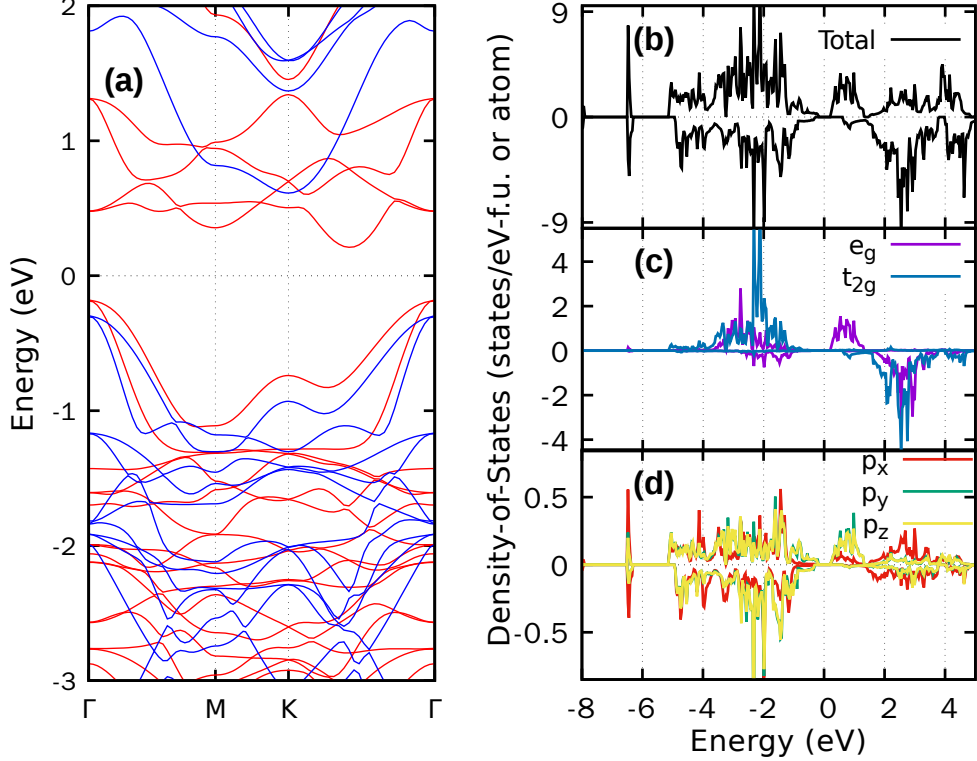 (a)
Energy (eV)
2
1
0
-1
-2
-3
Γ M K Γ
Density-of-States (states/eV-f.u. or atom)
(b)
Total
9
0
-9
(c)
e_g
t_2g
4
2
0
-2
-4
(d)
p_x
p_y
p_z
0.5
0
-0.5
-8 -6 -4 -2 0 2 4
Energy (eV)